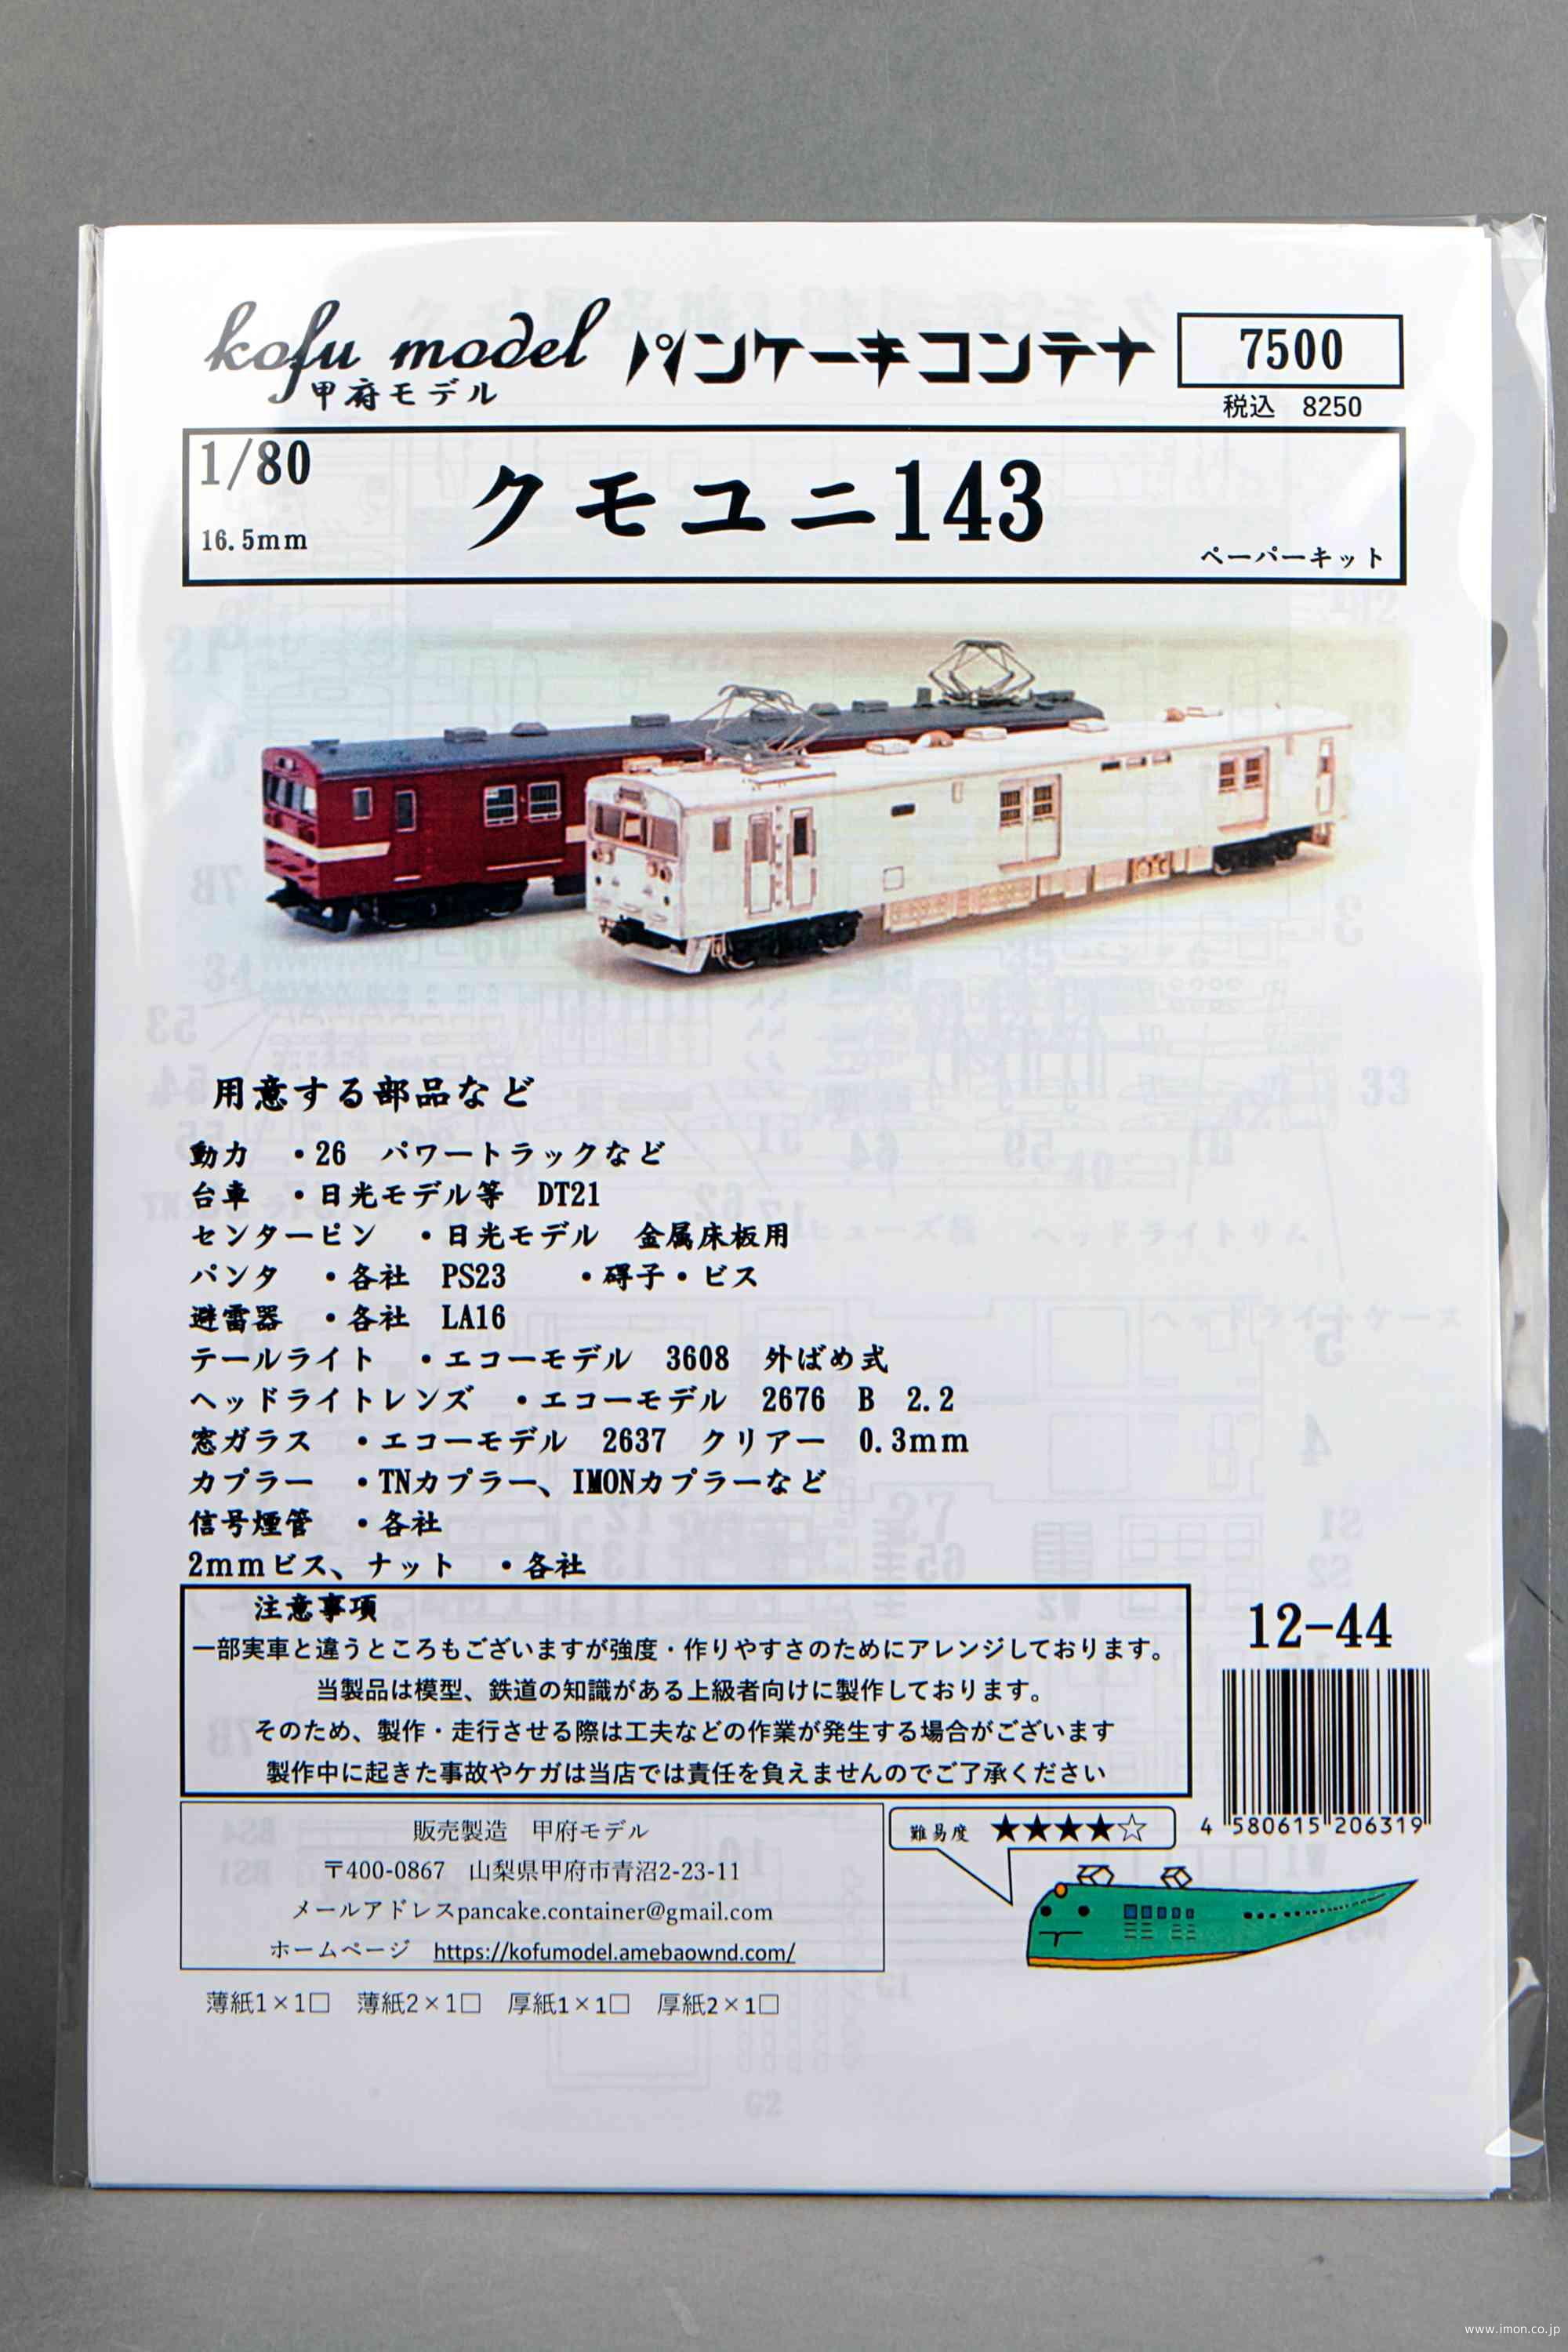 kofu model
甲府モデル
パンケーキコンテナ
7500
税込 8250
1/80
16.5mm
クモユニ143
ペーパーキット
用意する部品など
動力 ・26 パワートラックなど
台車 ・日光モデル等 DT21
センターピン ・日光モデル 金属床板用
パンタ ・各社 PS23 ・碍子・ビス
避雷器 ・各社 LA16
テールライト ・エコーモデル 3608 外ばめ式
ヘッドライトレンズ ・エコーモデル 2676 B 2.2
窓ガラス ・エコーモデル 2637 クリアー 0.3mm
カプラー ・TNカプラー、IMONカプラーなど
信号煙管 ・各社
2mmビス、ナット ・各社
注意事項
一部実車と違うところもございますが強度・作りやすさのためにアレンジしております。
当製品は模型、鉄道の知識がある上級者向けに製作しております。
そのため、製作・走行させる際は工夫などの作業が発生する場合がございます
製作中に起きた事故やケガは当店では責任を負えませんのでご了承ください
12-44
4 580615 206319
販売製造 甲府モデル
〒400-0867 山梨県甲府市青沼2-23-11
メールアドレスpancake.container@gmail.com
ホームページ https://kofumodel.amebaownd.com/
難易度 ★★★★☆
薄紙1×1□ 薄紙2×1□ 厚紙1×1□ 厚紙2×1□
www.imon.co.jp